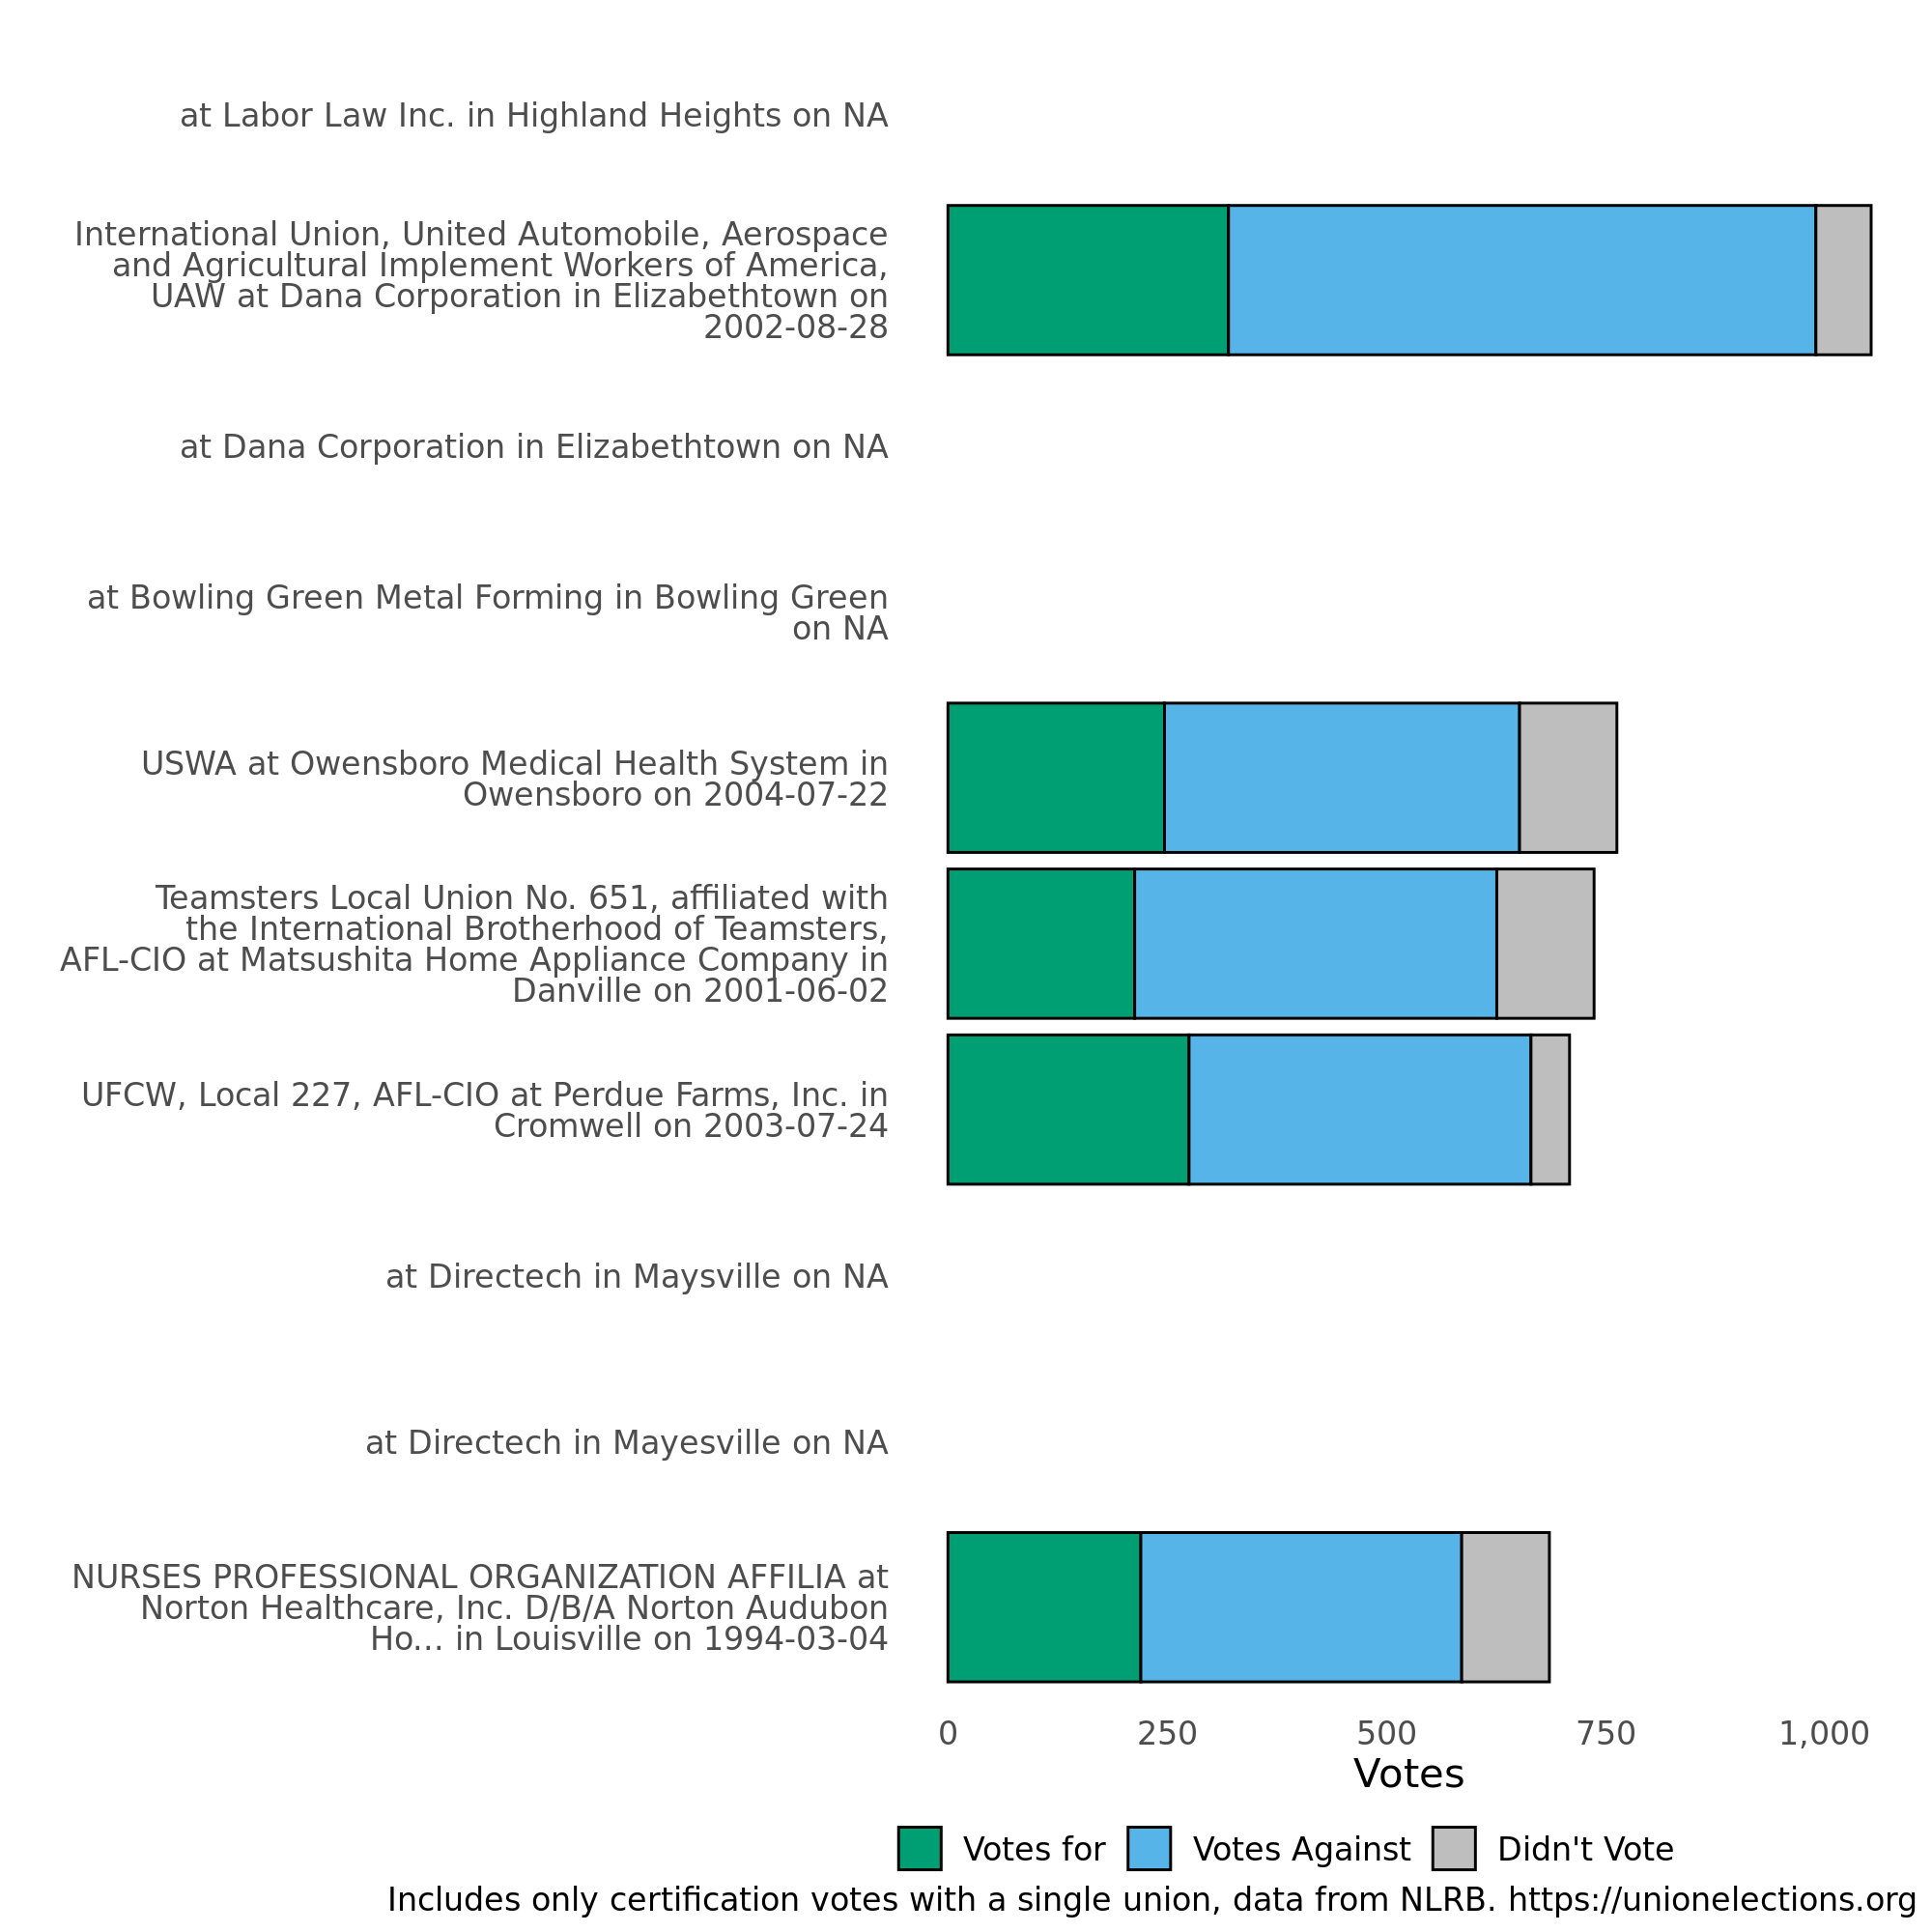 at Labor Law Inc. in Highland Heights on NA
International Union, United Automobile, Aerospace
and Agricultural Implement Workers of America,
UAW at Dana Corporation in Elizabethtown on
2002-08-28
at Dana Corporation in Elizabethtown on NA
at Bowling Green Metal Forming in Bowling Green
on NA
USWA at Owensboro Medical Health System in
Owensboro on 2004-07-22
Teamsters Local Union No. 651, affiliated with
the International Brotherhood of Teamsters,
AFL-CIO at Matsushita Home Appliance Company in
Danville on 2001-06-02
UFCW, Local 227, AFL-CIO at Perdue Farms, Inc. in
Cromwell on 2003-07-24
at Directech in Maysville on NA
at Directech in Mayesville on NA
NURSES PROFESSIONAL ORGANIZATION AFFILIA at
Norton Healthcare, Inc. D/B/A Norton Audubon
Ho... in Louisville on 1994-03-04
0 250 500 750 1,000
Votes
Votes for Votes Against Didn't Vote
Includes only certification votes with a single union, data from NLRB. https://unionelections.org